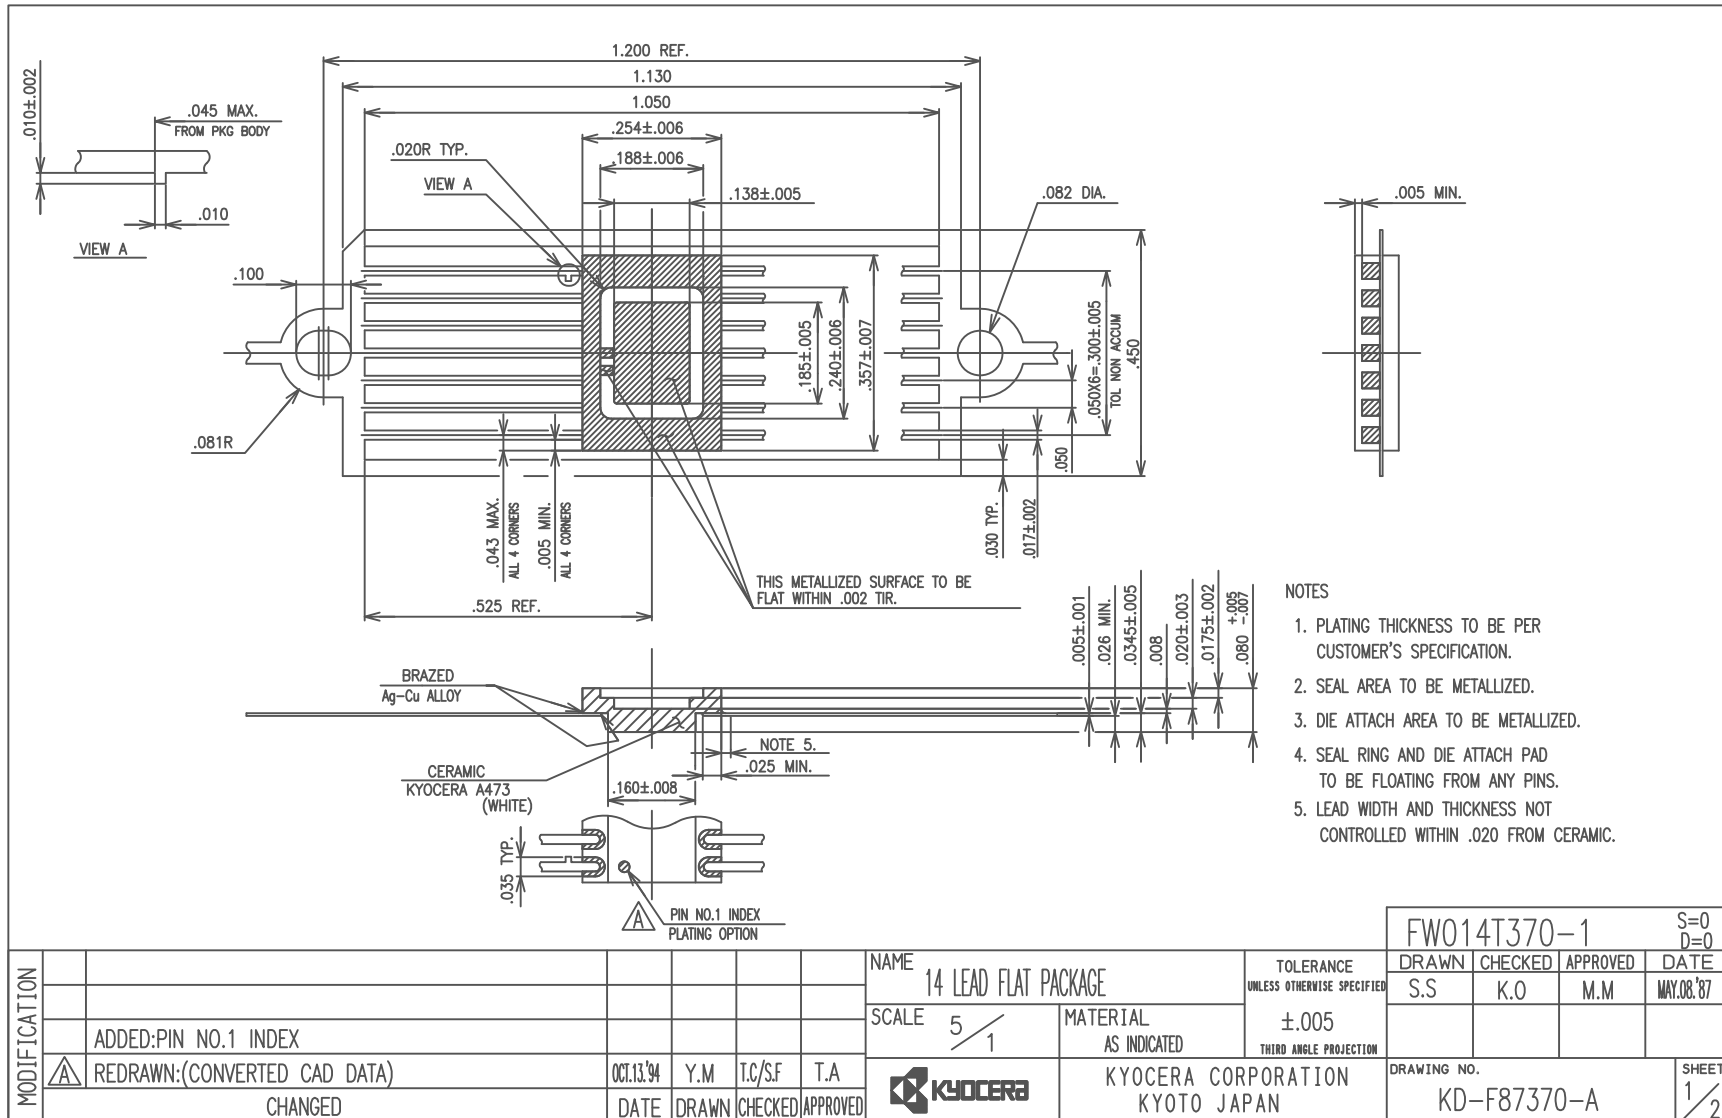 1.200 REF.
1.130
1.050
.254±.006
.188±.006
.138±.005
.010±.002
.045 MAX.
FROM PKG BODY
.010
VIEW A
.020R TYP.
VIEW A
.082 DIA.
.005 MIN.
.100
.081R
.185±.005
.240±.006
.357±.007
.050X6=.300±.005
TOL NON ACCUM
.450
.050
.017±.002
.030 TYP.
.043 MAX.
ALL 4 CORNERS
.005 MIN.
ALL 4 CORNERS
THIS METALLIZED SURFACE TO BE
FLAT WITHIN .002 TIR.
.525 REF.
.005±.001
.026 MIN.
.0345±.005
.008
.020±.003
.0175±.002
.080 +.005 -.007
BRAZED
Ag-Cu ALLOY
CERAMIC
KYOCERA A473
(WHITE)
NOTE 5.
.025 MIN.
.160±.008
.035 TYP.
A
PIN NO.1 INDEX
PLATING OPTION
NOTES
1. PLATING THICKNESS TO BE PER
CUSTOMER'S SPECIFICATION.
2. SEAL AREA TO BE METALLIZED.
3. DIE ATTACH AREA TO BE METALLIZED.
4. SEAL RING AND DIE ATTACH PAD
TO BE FLOATING FROM ANY PINS.
5. LEAD WIDTH AND THICKNESS NOT
CONTROLLED WITHIN .020 FROM CERAMIC.
FW014T370-1
S=0
D=0
DRAWN CHECKED APPROVED DATE
S.S K.O M.M MAY.08.'87
MODIFICATION
ADDED:PIN NO.1 INDEX
A REDRAWN:(CONVERTED CAD DATA) OCT.13.'94 Y.M T.C/S.F T.A
CHANGED DATE DRAWN CHECKED APPROVED
NAME
14 LEAD FLAT PACKAGE
SCALE 5/1
MATERIAL
AS INDICATED
TOLERANCE
UNLESS OTHERWISE SPECIFIED
±.005
THIRD ANGLE PROJECTION
KYOCERA
KYOCERA CORPORATION
KYOTO JAPAN
DRAWING NO.
KD-F87370-A
SHEET
1/2